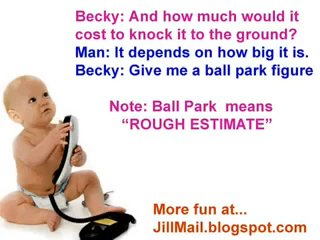 Becky: And how much would it
cost to knock it to the ground?
Man: It depends on how big it is.
Becky: Give me a ball park figure
Note: Ball Park means
“ROUGH ESTIMATE”
More fun at...
JillMail.blogspot.com